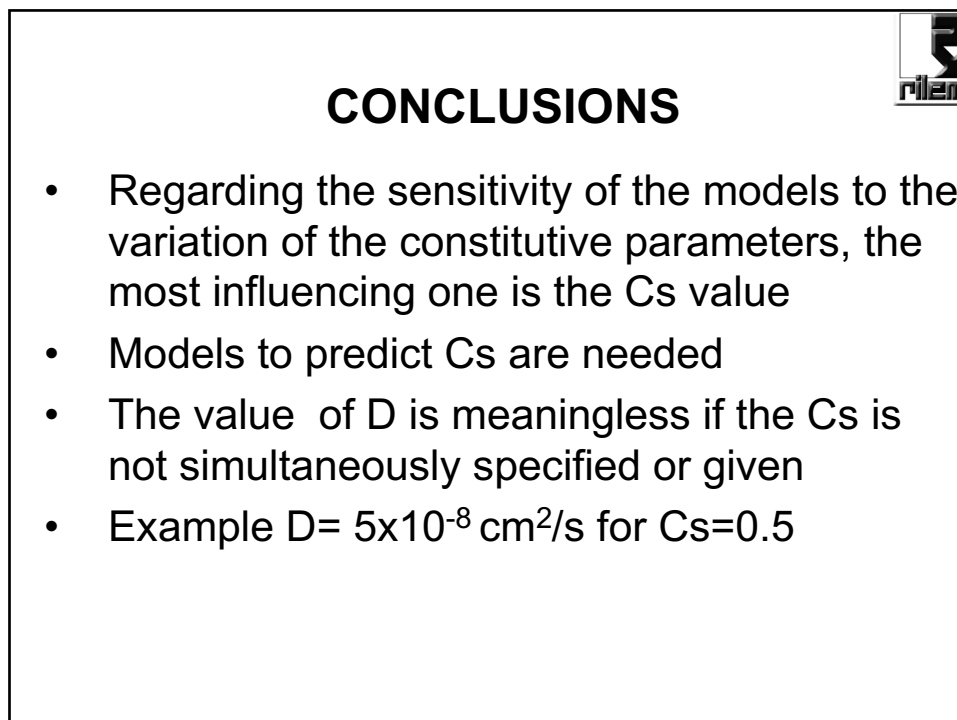 CONCLUSIONS
• Regarding the sensitivity of the models to the
variation of the constitutive parameters, the
most influencing one is the Cs value
• Models to predict Cs are needed
• The value  of D is meaningless if the Cs is
not simultaneously specified or given
• Example D= 5x10⁻⁸ cm²/s for Cs=0.5